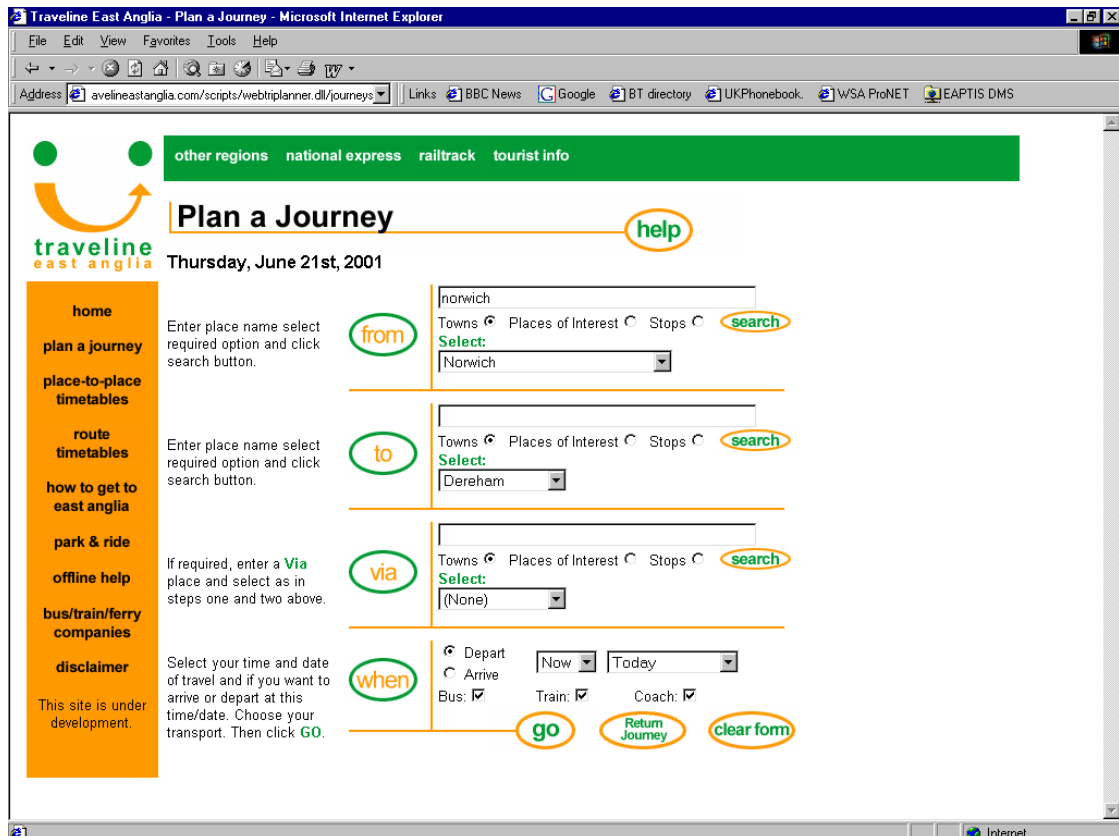 Traveline East Anglia - Plan a Journey - Microsoft Internet Explorer
File Edit View Favorites Tools Help
Address avelineastanglia.com/scripts/webtriplanner.dll/journeys Links BBC News Google BT directory UKPhonebook. WSA ProNET EAPTIS DMS
other regions national express railtrack tourist info
traveline
east anglia
Plan a Journey
help
Thursday, June 21st, 2001
home
plan a journey
place-to-place
timetables
route
timetables
how to get to
east anglia
park & ride
offline help
bus/train/ferry
companies
disclaimer
This site is under
development.
Enter place name select
required option and click
search button.
from
norwich
Towns Places of Interest Stops search
Select:
Norwich
Enter place name select
required option and click
search button.
to
Towns Places of Interest Stops search
Select:
Dereham
If required, enter a Via
place and select as in
steps one and two above.
via
Towns Places of Interest Stops search
Select:
(None)
Select your time and date
of travel and if you want to
arrive or depart at this
time/date. Choose your
transport. Then click GO.
when
Depart
Arrive
Now Today
Bus: Train: Coach:
go Return Journey clear form
Internet